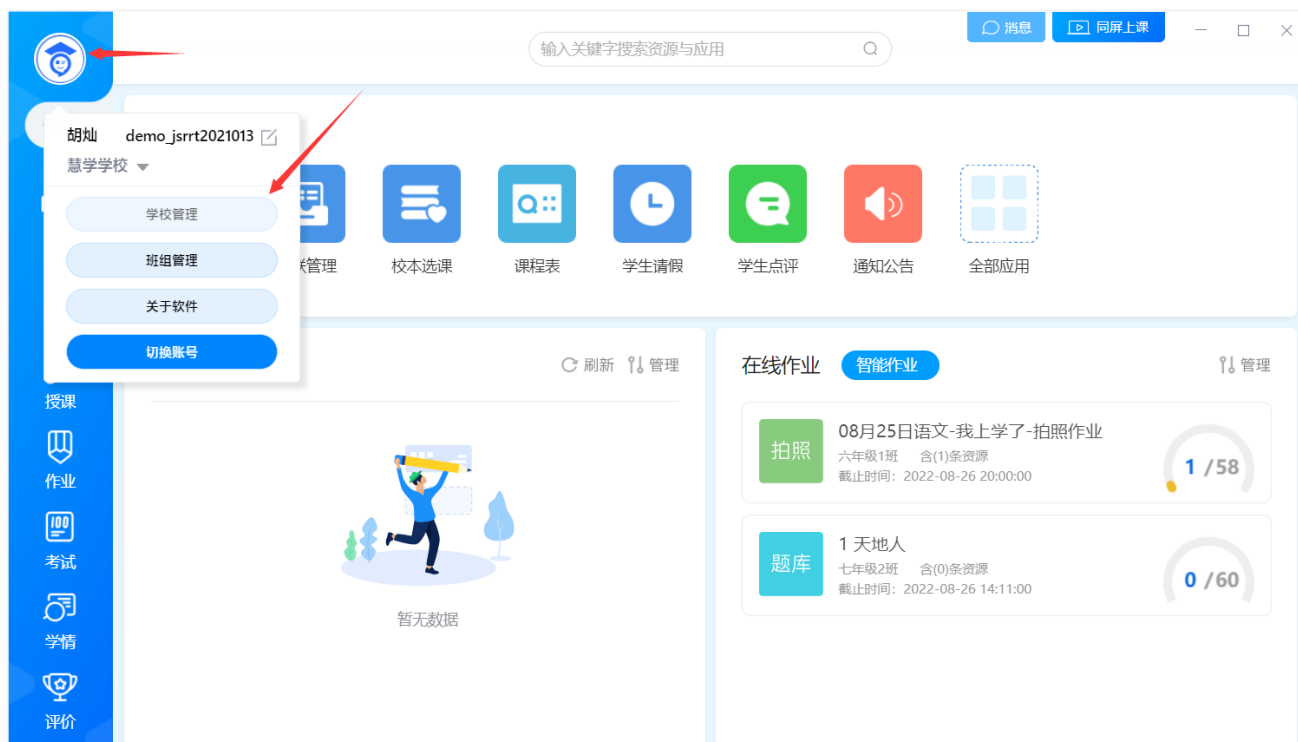 输入关键字搜索资源与应用
消息
同屏上课
胡灿 demo_jsrrt2021013
慧学学校
学校管理
班组管理
关于软件
切换账号
管理
校本选课
课程表
学生请假
学生点评
通知公告
全部应用
刷新 管理
暂无数据
在线作业 智能作业 管理
拍照
08月25日语文-我上学了-拍照作业
六年级1班 含(1)条资源
截止时间：2022-08-26 20:00:00
1 /58
题库
1 天地人
七年级2班 含(0)条资源
截止时间：2022-08-26 14:11:00
0 /60
授课
作业
100
考试
学情
评价